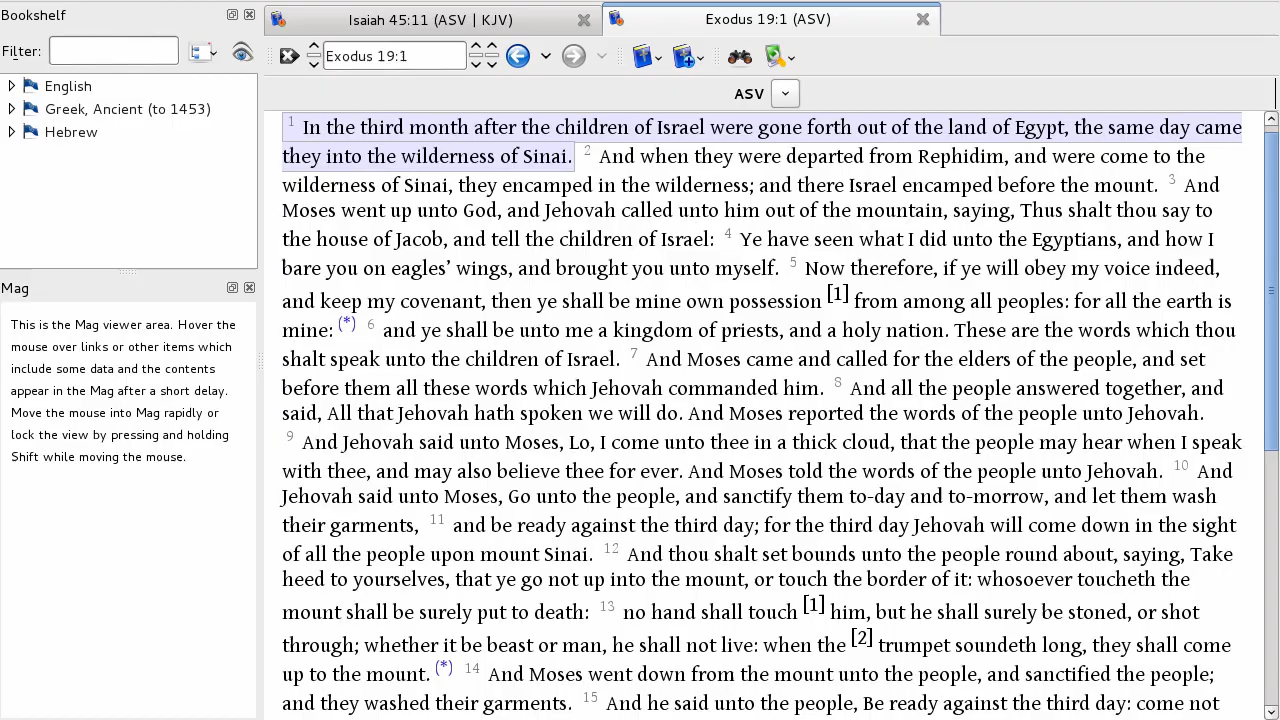 Bookshelf
Isaiah 45:11 (ASV | KJV)
Exodus 19:1 (ASV)
Filter:
Exodus 19:1
English
Greek, Ancient (to 1453)
Hebrew
ASV
Mag
This is the Mag viewer area. Hover the
mouse over links or other items which
include some data and the contents
appear in the Mag after a short delay.
Move the mouse into Mag rapidly or
lock the view by pressing and holding
Shift while moving the mouse.
1 In the third month after the children of Israel were gone forth out of the land of Egypt, the same day came
they into the wilderness of Sinai. 2 And when they were departed from Rephidim, and were come to the
wilderness of Sinai, they encamped in the wilderness; and there Israel encamped before the mount. 3 And
Moses went up unto God, and Jehovah called unto him out of the mountain, saying, Thus shalt thou say to
the house of Jacob, and tell the children of Israel: 4 Ye have seen what I did unto the Egyptians, and how I
bare you on eagles’ wings, and brought you unto myself. 5 Now therefore, if ye will obey my voice indeed,
and keep my covenant, then ye shall be mine own possession [1] from among all peoples: for all the earth is
mine: (*) 6 and ye shall be unto me a kingdom of priests, and a holy nation. These are the words which thou
shalt speak unto the children of Israel. 7 And Moses came and called for the elders of the people, and set
before them all these words which Jehovah commanded him. 8 And all the people answered together, and
said, All that Jehovah hath spoken we will do. And Moses reported the words of the people unto Jehovah.
9 And Jehovah said unto Moses, Lo, I come unto thee in a thick cloud, that the people may hear when I speak
with thee, and may also believe thee for ever. And Moses told the words of the people unto Jehovah. 10 And
Jehovah said unto Moses, Go unto the people, and sanctify them to-day and to-morrow, and let them wash
their garments, 11 and be ready against the third day; for the third day Jehovah will come down in the sight
of all the people upon mount Sinai. 12 And thou shalt set bounds unto the people round about, saying, Take
heed to yourselves, that ye go not up into the mount, or touch the border of it: whosoever toucheth the
mount shall be surely put to death: 13 no hand shall touch [1] him, but he shall surely be stoned, or shot
through; whether it be beast or man, he shall not live: when the [2] trumpet soundeth long, they shall come
up to the mount. (*) 14 And Moses went down from the mount unto the people, and sanctified the people;
and they washed their garments. 15 And he said unto the people, Be ready against the third day: come not